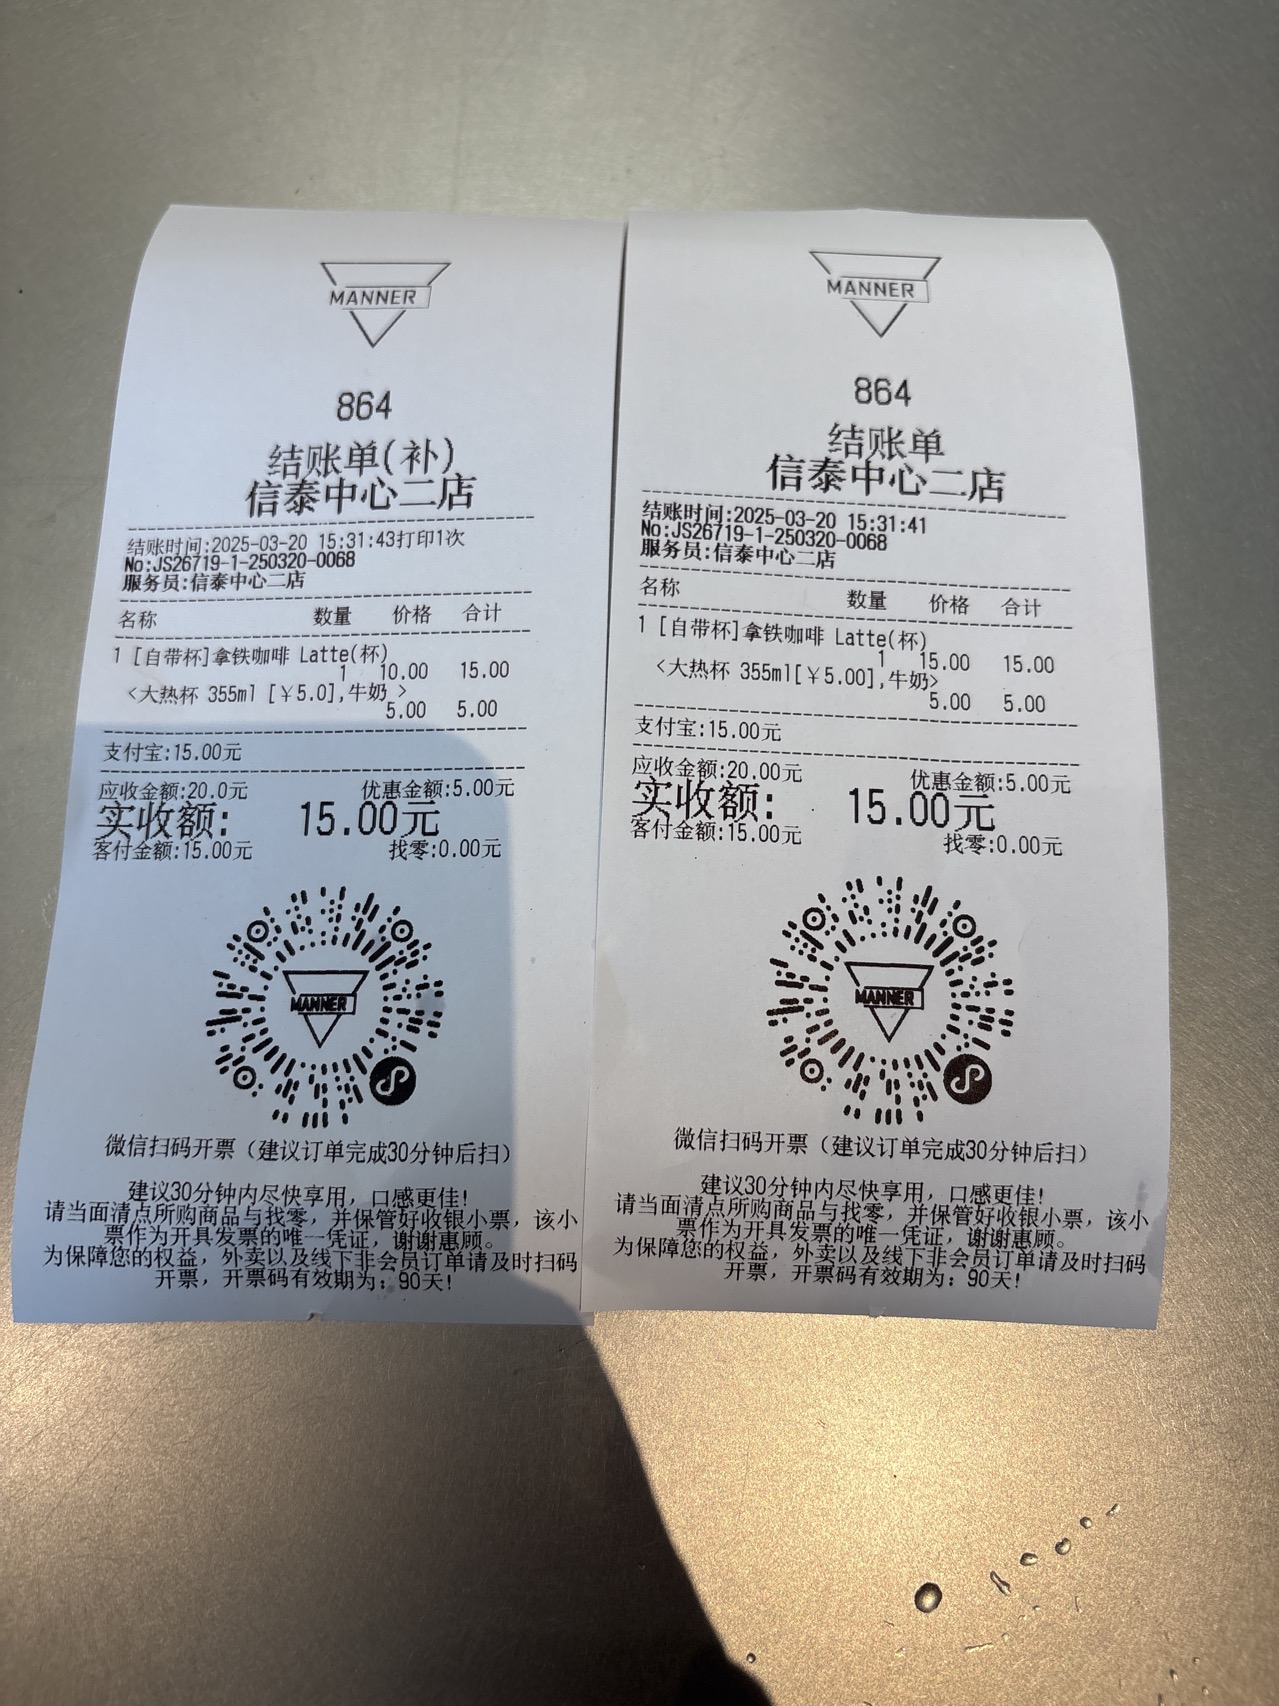 MANNER
864
结账单(补)
信泰中心二店
结账时间:2025-03-20 15:31:43打印1次
No:JS26719-1-250320-0068
服务员:信泰中心二店
名称 数量 价格 合计
1 [自带杯]拿铁咖啡 Latte(杯)
1 10.00 15.00
<大热杯 355ml [￥5.0],牛奶 >
5.00 5.00
支付宝:15.00元
应收金额:20.0元 优惠金额:5.00元
实收额: 15.00元
客付金额:15.00元 找零:0.00元
MANNER
微信扫码开票（建议订单完成30分钟后扫）
建议30分钟内尽快享用，口感更佳!
请当面清点所购商品与找零，并保管好收银小票，该小
票作为开具发票的唯一凭证，谢谢惠顾。
为保障您的权益，外卖以及线下非会员订单请及时扫码
开票，开票码有效期为：90天!
MANNER
864
结账单
信泰中心二店
结账时间:2025-03-20 15:31:41
No:JS26719-1-250320-0068
服务员:信泰中心二店
名称 数量 价格 合计
1 [自带杯]拿铁咖啡 Latte(杯)
1 15.00 15.00
<大热杯 355ml[￥5.00],牛奶>
5.00 5.00
支付宝:15.00元
应收金额:20.00元 优惠金额:5.00元
实收额: 15.00元
客付金额:15.00元 找零:0.00元
MANNER
微信扫码开票（建议订单完成30分钟后扫）
建议30分钟内尽快享用，口感更佳!
请当面清点所购商品与找零，并保管好收银小票，该小
票作为开具发票的唯一凭证，谢谢惠顾。
为保障您的权益，外卖以及线下非会员订单请及时扫码
开票，开票码有效期为：90天!